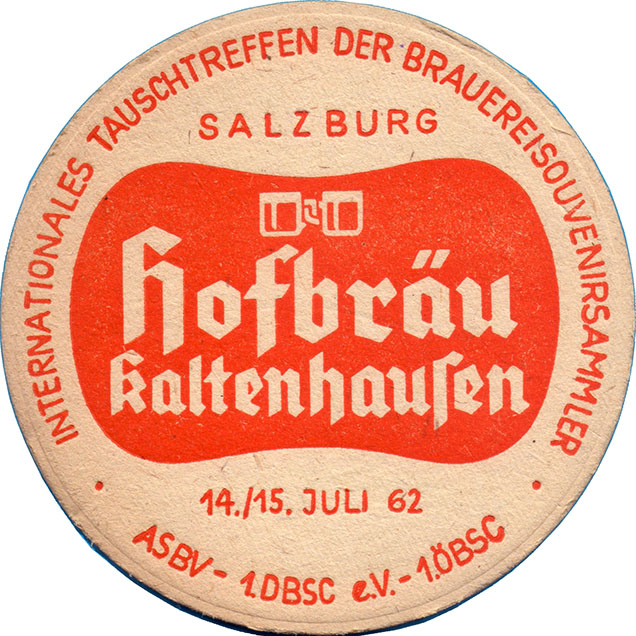 INTERNATIONALES TAUSCHTREFFEN DER BRAUEREISOUVENIRSAMMLER
SALZBURG
Hofbräu
Kaltenhauſen
14./15. JULI 62
ASBV - 1.DBSC e.V. - 1.ÖBSC